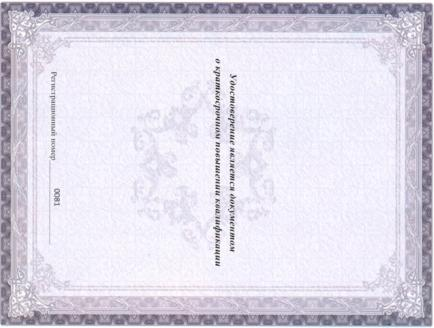 Удостоверение является документом
о краткосрочном повышении квалификации
Регистрационный номер 0081